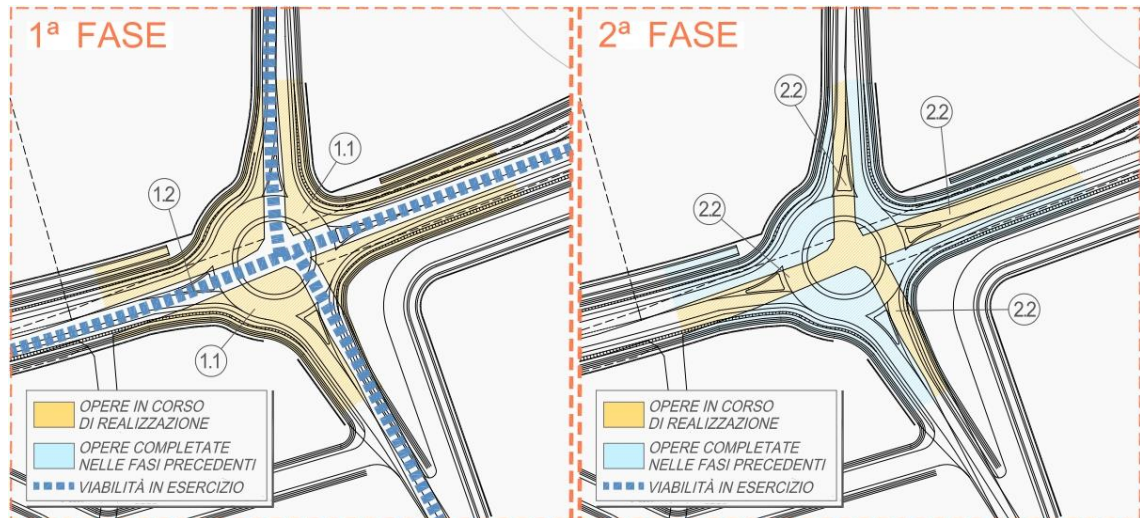 1ª FASE
1.1
1.2
1.1
OPERE IN CORSO
DI REALIZZAZIONE
OPERE COMPLETATE
NELLE FASI PRECEDENTI
VIABILITÀ IN ESERCIZIO
2ª FASE
2.2
2.2
2.2
2.2
OPERE IN CORSO
DI REALIZZAZIONE
OPERE COMPLETATE
NELLE FASI PRECEDENTI
VIABILITÀ IN ESERCIZIO